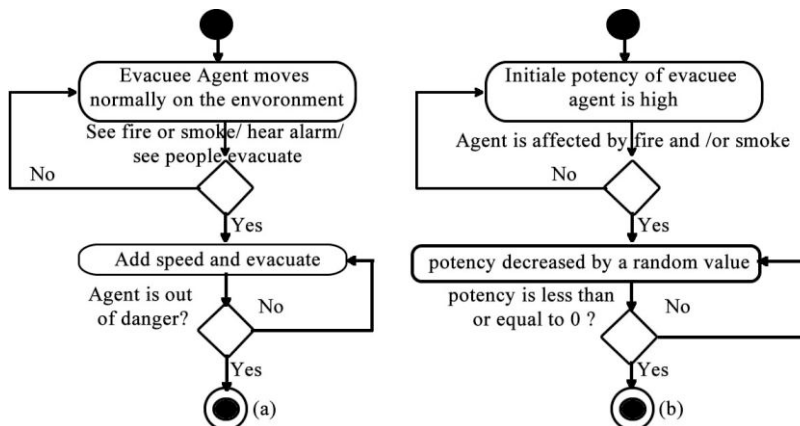 Evacuee Agent moves
normally on the envoronment
See fire or smoke/ hear alarm/
see people evacuate
No
Yes
Add speed and evacuate
Agent is out
of danger?
No
Yes
(a)
Initiale potency of evacuee
agent is high
Agent is affected by fire and /or smoke
No
Yes
potency decreased by a random value
potency is less than
or equal to 0 ?
No
Yes
(b)